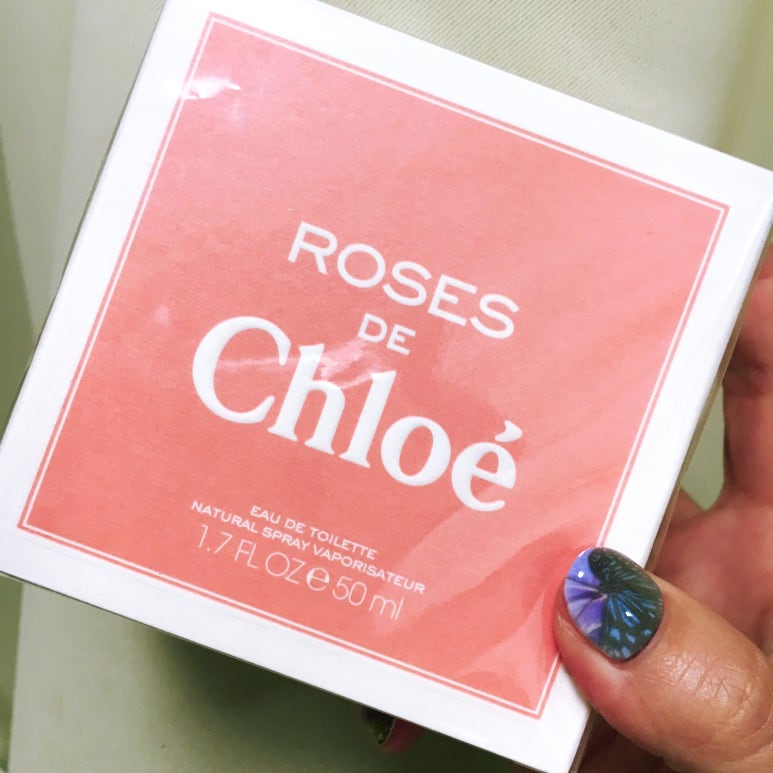 ROSES
DE
Chloé
EAU DE TOILETTE
NATURAL SPRAY VAPORISATEUR
1.7 FL OZ ℮ 50 ml